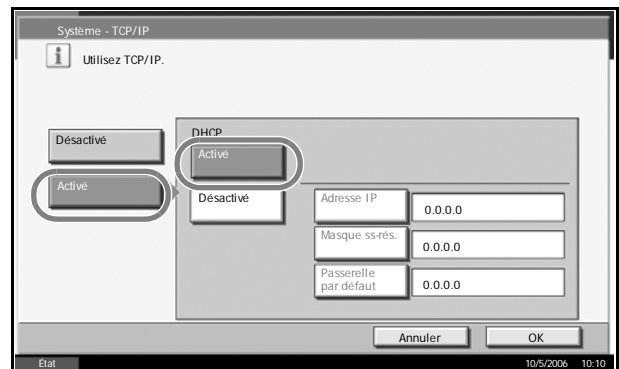 Système - TCP/IP
Utilisez TCP/IP.
Désactivé
Activé
DHCP
Activé
Désactivé
Adresse IP
0.0.0.0
Masque ss-rés.
0.0.0.0
Passerelle
par défaut
0.0.0.0
Annuler
OK
État
10/5/2006 10:10